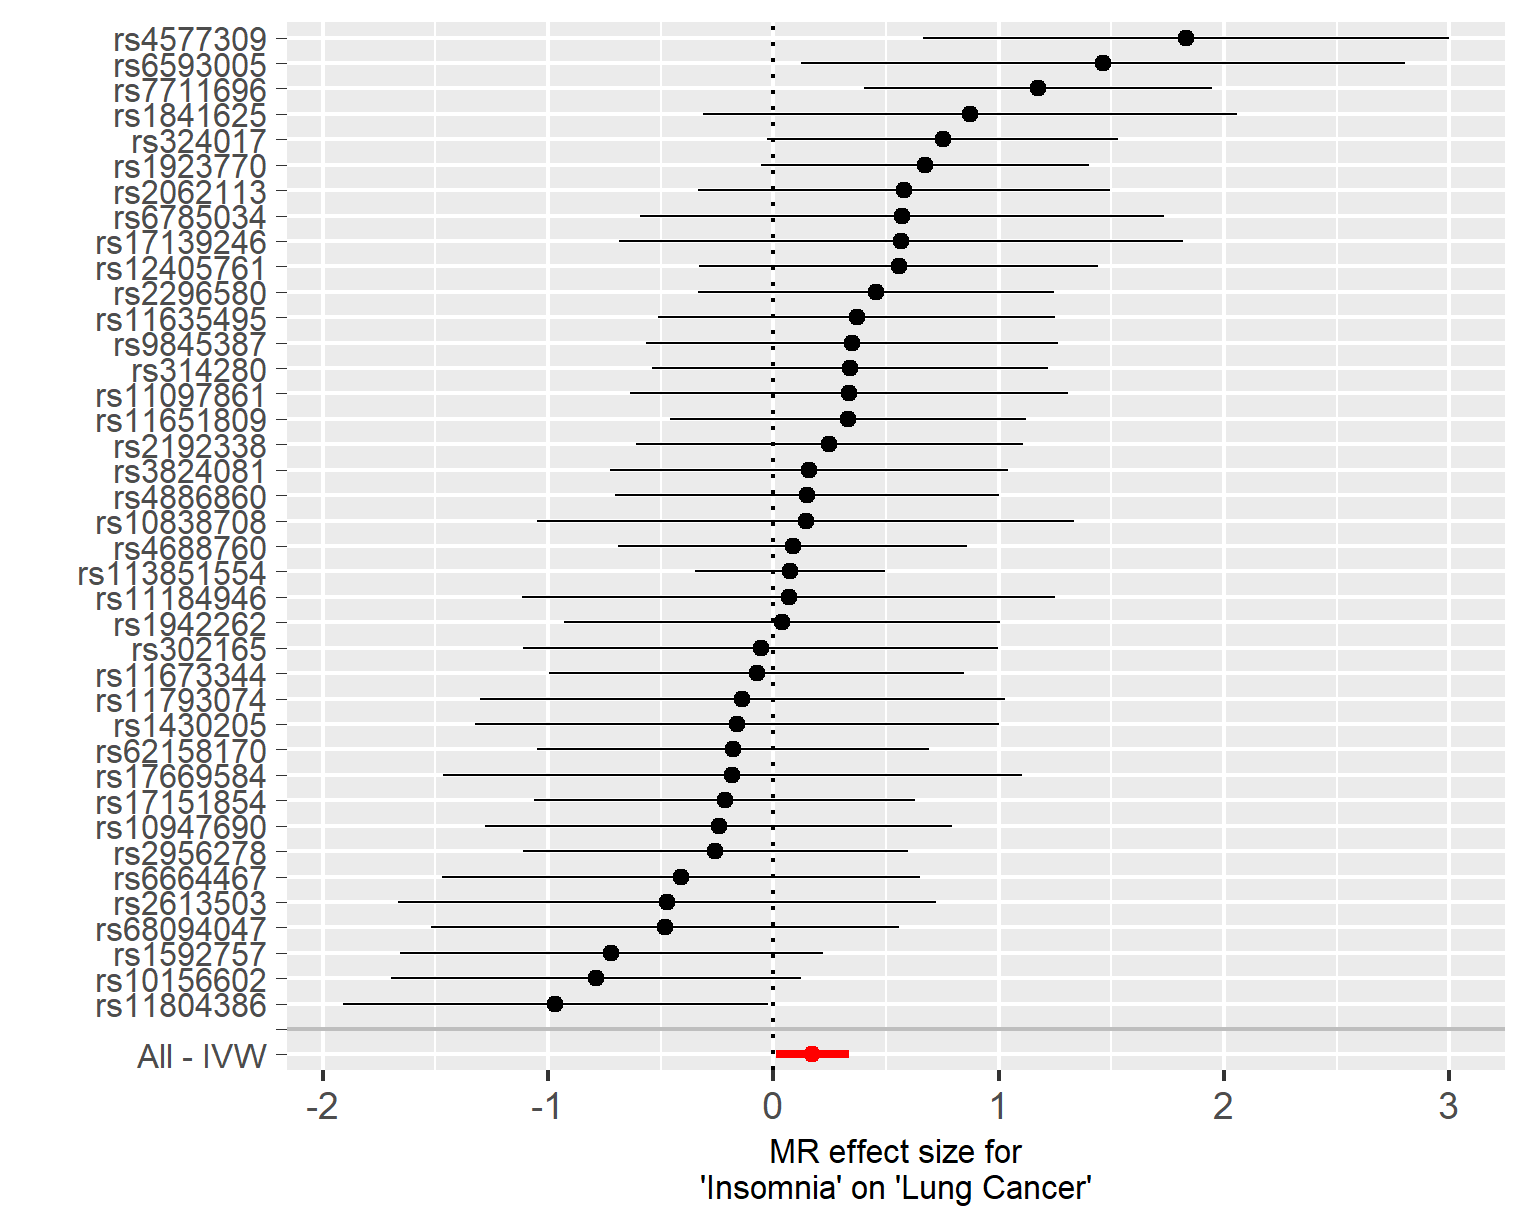 rs4577309
rs6593005
rs7711696
rs1841625
rs324017
rs1923770
rs2062113
rs6785034
rs17139246
rs12405761
rs2296580
rs11635495
rs9845387
rs314280
rs11097861
rs11651809
rs2192338
rs3824081
rs4886860
rs10838708
rs4688760
rs113851554
rs11184946
rs1942262
rs302165
rs11673344
rs11793074
rs1430205
rs62158170
rs17669584
rs17151854
rs10947690
rs2956278
rs6664467
rs2613503
rs68094047
rs1592757
rs10156602
rs11804386
All - IVW
-2 -1 0 1 2 3
MR effect size for
'Insomnia' on 'Lung Cancer'